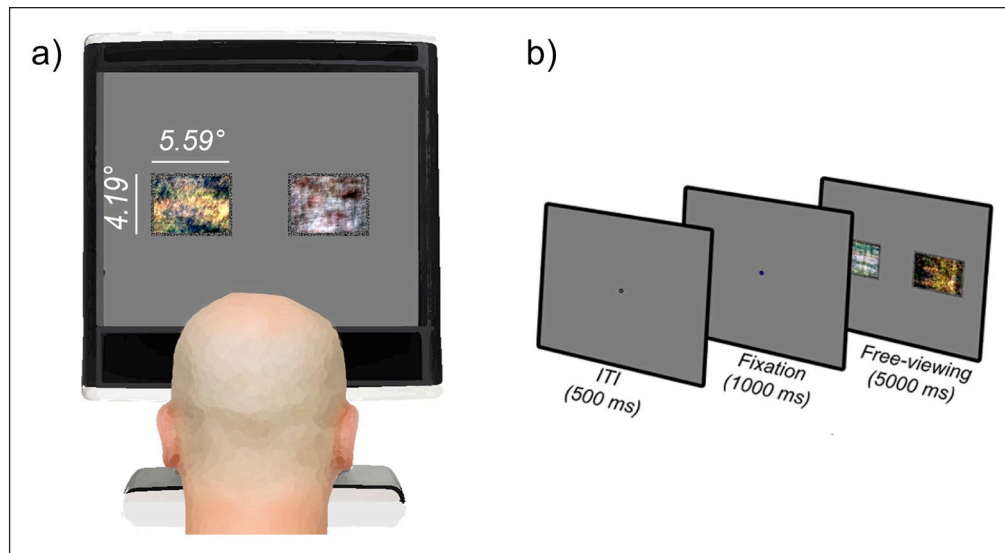 a)
5.59°
4.19°
b)
ITI
(500 ms)
Fixation
(1000 ms)
Free-viewing
(5000 ms)